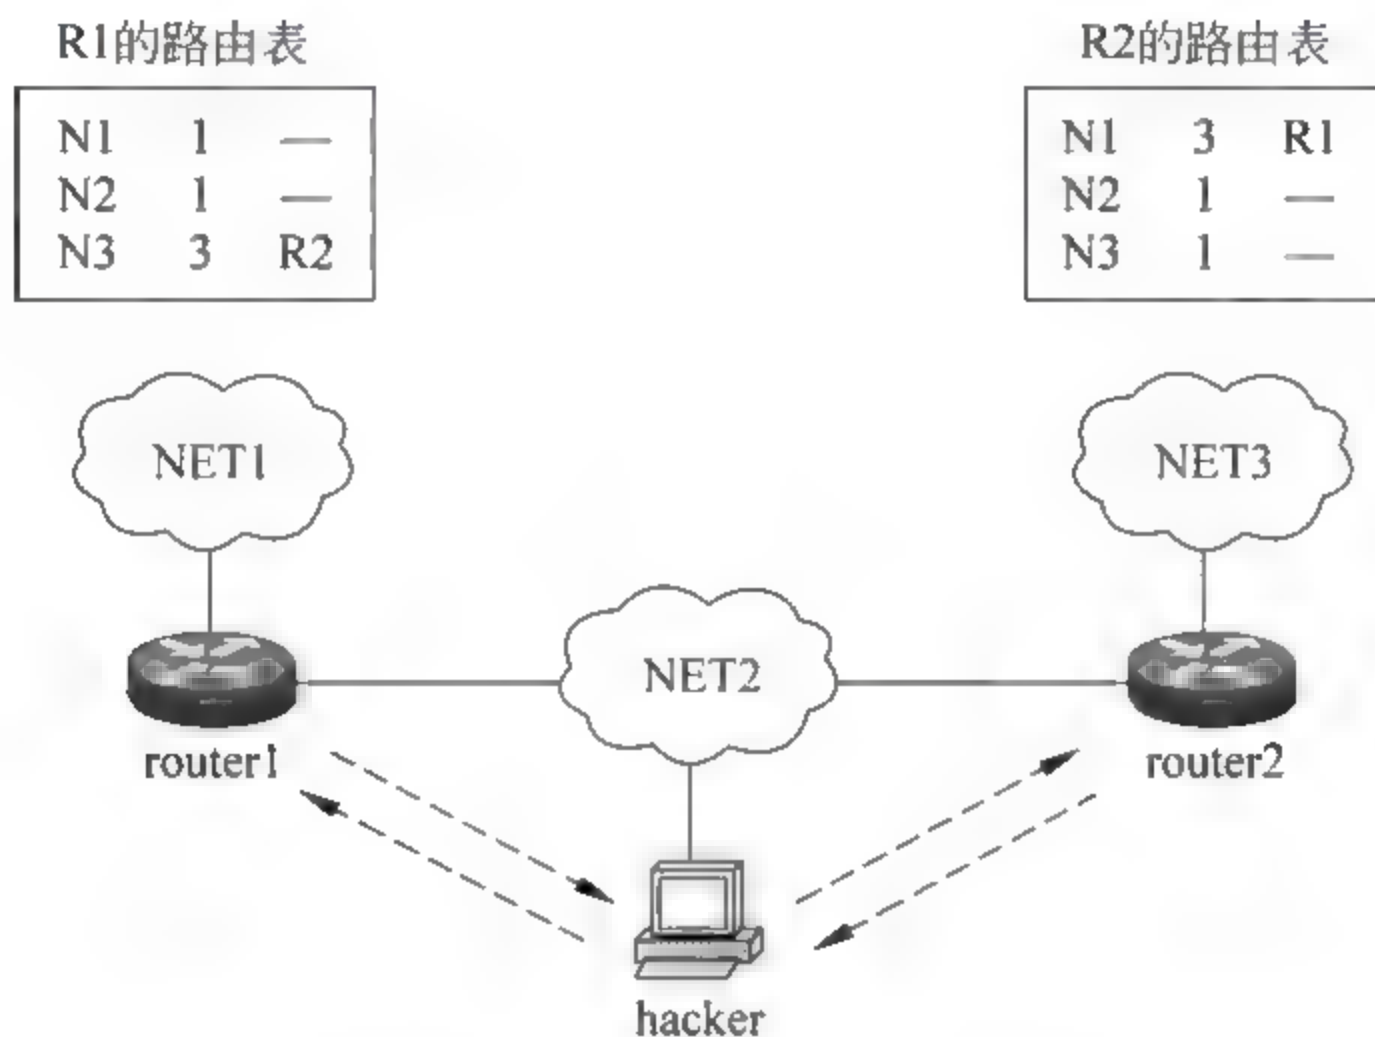 R1的路由表
N1 1 —
N2 1 —
N3 3 R2
R2的路由表
N1 3 R1
N2 1 —
N3 1 —
NET1
NET3
NET2
router1
router2
hacker